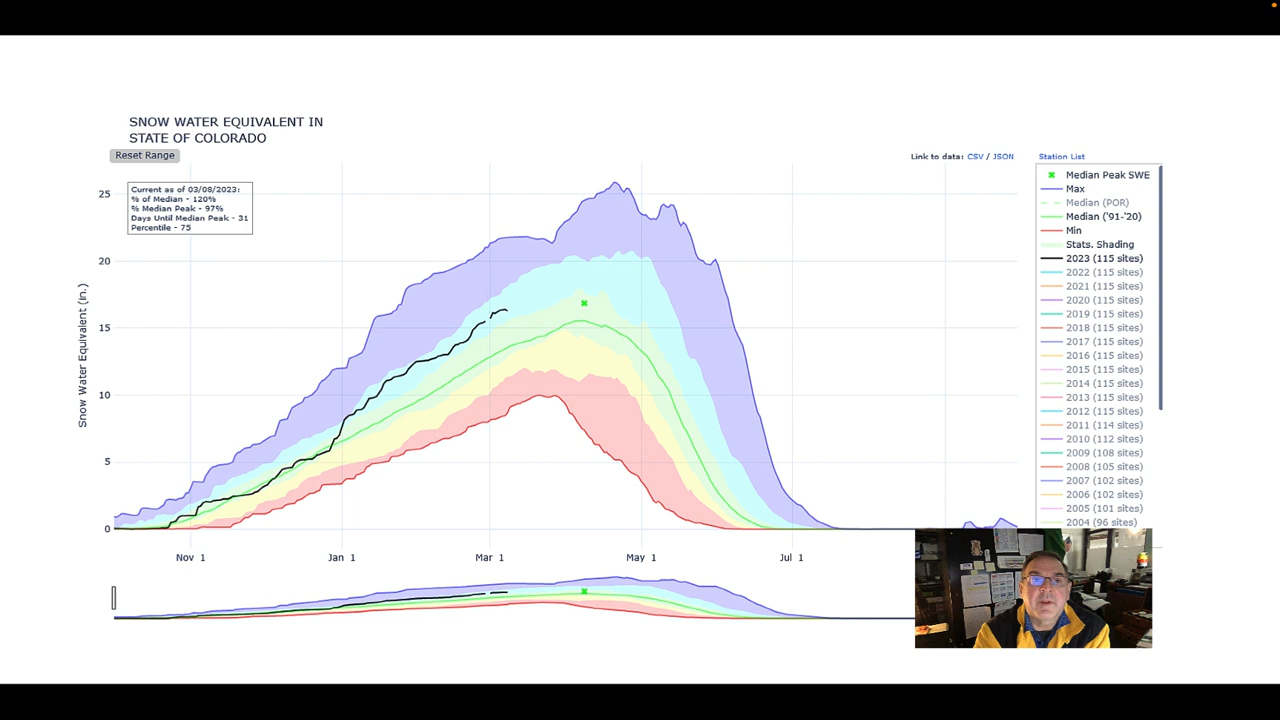 SNOW WATER EQUIVALENT IN
STATE OF COLORADO
Reset Range
Link to data: CSV / JSON
Station List
Current as of 03/08/2023:
% of Median - 120%
% Median Peak - 97%
Days Until Median Peak - 31
Percentile - 75
Snow Water Equivalent (in.)
25
20
15
10
5
0
Nov 1
Jan 1
Mar 1
May 1
Jul 1
Median Peak SWE
Max
Median (POR)
Median ('91-'20)
Min
Stats. Shading
2023 (115 sites)
2022 (115 sites)
2021 (115 sites)
2020 (115 sites)
2019 (115 sites)
2018 (115 sites)
2017 (115 sites)
2016 (115 sites)
2015 (115 sites)
2014 (115 sites)
2013 (115 sites)
2012 (115 sites)
2011 (114 sites)
2010 (112 sites)
2009 (108 sites)
2008 (105 sites)
2007 (102 sites)
2006 (102 sites)
2005 (101 sites)
2004 (96 sites)